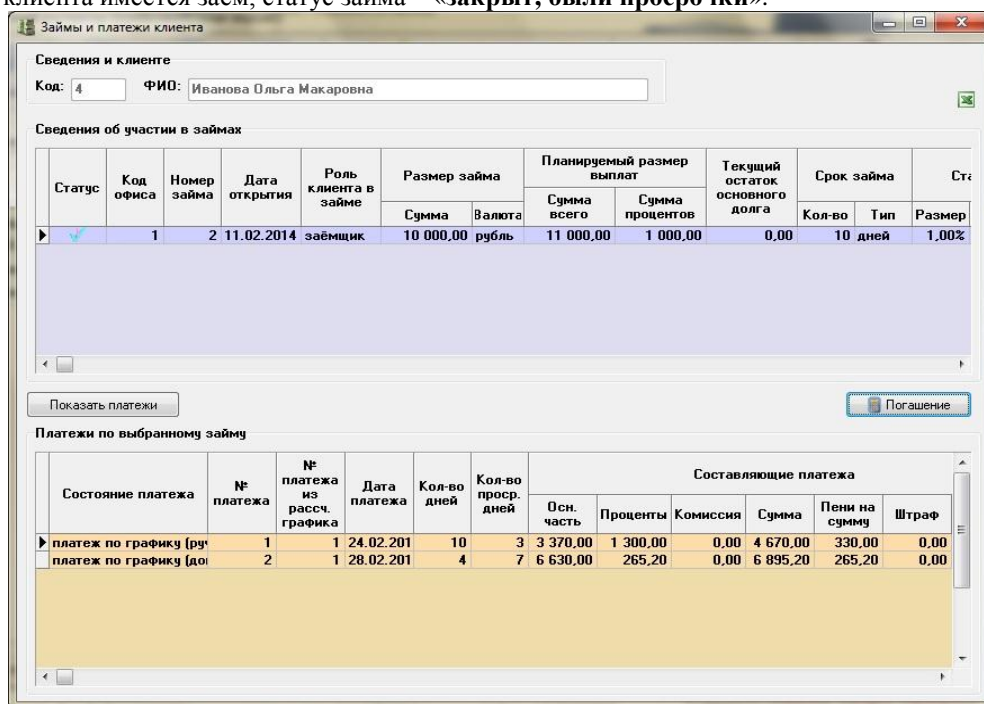 клиента имеется заём, статус займа – «закрыт, были просрочки».
Займы и платежи клиента
Сведения и клиенте
Код: 4 ФИО: Иванова Ольга Макаровна
Сведения об участии в займах
Статус Код офиса Номер займа Дата открытия Роль клиента в займе Размер займа Сумма Валюта Планируемый размер выплат Сумма всего Сумма процентов Текущий остаток основного долга Срок займа Кол-во Тип Ста Размер
1 2 11.02.2014 заёмщик 10 000,00 рубль 11 000,00 1 000,00 0,00 10 дней 1,00%
Показать платежи Погашение
Платежи по выбранному займу
Состояние платежа № платежа № платежа из рассч. графика Дата платежа Кол-во дней Кол-во проср. дней Составляющие платежа Осн. часть Проценты Комиссия Сумма Пени на сумму Штраф
платеж по графику (руч 1 1 24.02.201 10 3 3 370,00 1 300,00 0,00 4 670,00 330,00 0,00
платеж по графику (доп 2 1 28.02.201 4 7 6 630,00 265,20 0,00 6 895,20 265,20 0,00